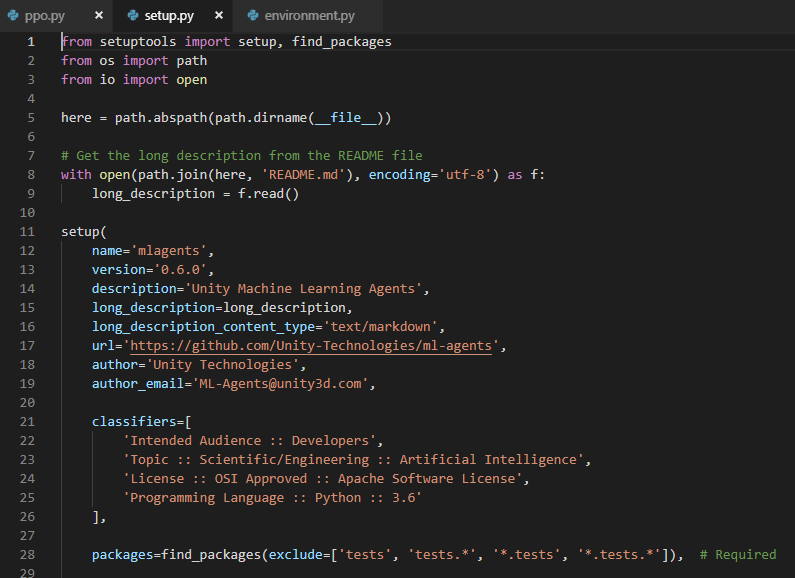 ppo.py × setup.py × environment.py
1 from setuptools import setup, find_packages
2 from os import path
3 from io import open
4
5 here = path.abspath(path.dirname(__file__))
6
7 # Get the long description from the README file
8 with open(path.join(here, 'README.md'), encoding='utf-8') as f:
9     long_description = f.read()
10
11 setup(
12     name='mlagents',
13     version='0.6.0',
14     description='Unity Machine Learning Agents',
15     long_description=long_description,
16     long_description_content_type='text/markdown',
17     url='https://github.com/Unity-Technologies/ml-agents',
18     author='Unity Technologies',
19     author_email='ML-Agents@unity3d.com',
20
21     classifiers=[
22         'Intended Audience :: Developers',
23         'Topic :: Scientific/Engineering :: Artificial Intelligence',
24         'License :: OSI Approved :: Apache Software License',
25         'Programming Language :: Python :: 3.6'
26     ],
27
28     packages=find_packages(exclude=['tests', 'tests.*', '*.tests', '*.tests.*']),  # Required
29